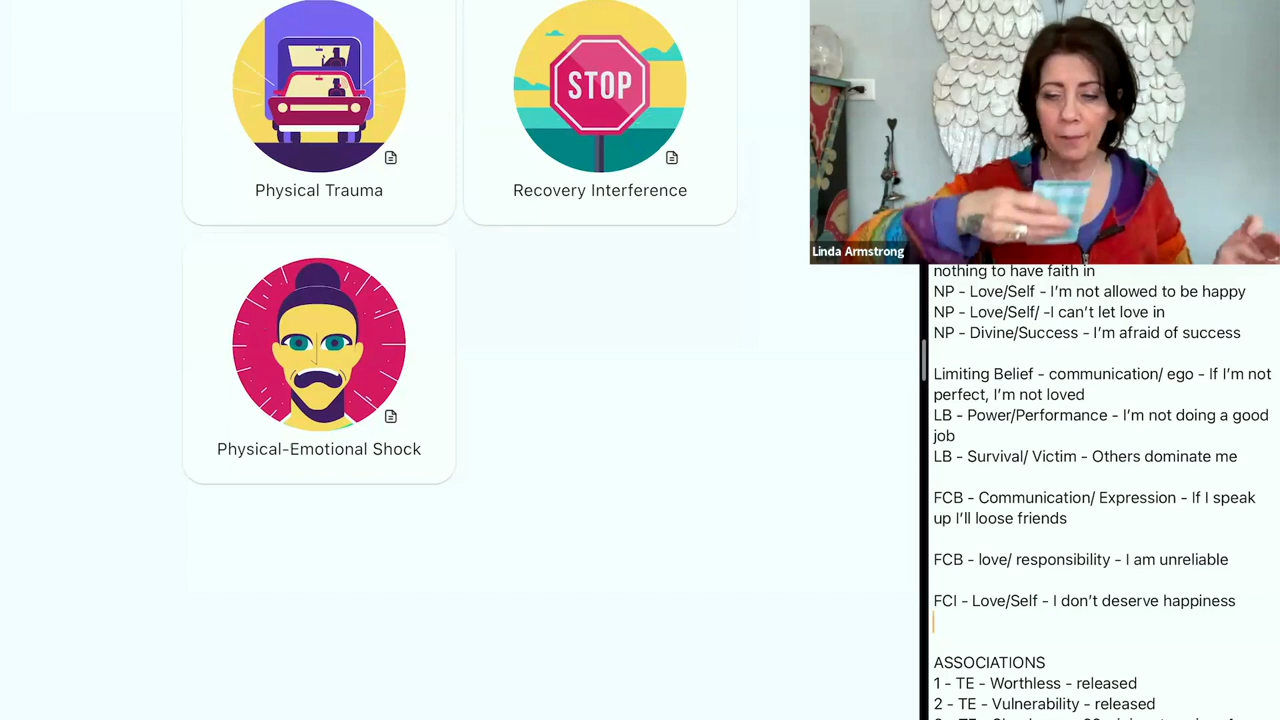 STOP
Physical Trauma
Recovery Interference
Physical-Emotional Shock
Linda Armstrong
nothing to have faith in
NP - Love/Self - I'm not allowed to be happy
NP - Love/Self/ -I can't let love in
NP - Divine/Success - I'm afraid of success
Limiting Belief - communication/ ego - If I'm not
perfect, I'm not loved
LB - Power/Performance - I'm not doing a good
job
LB - Survival/ Victim - Others dominate me
FCB - Communication/ Expression - If I speak
up I'll loose friends
FCB - love/ responsibility - I am unreliable
FCI - Love/Self - I don't deserve happiness
ASSOCIATIONS
1 - TE - Worthless - released
2 - TE - Vulnerability - released